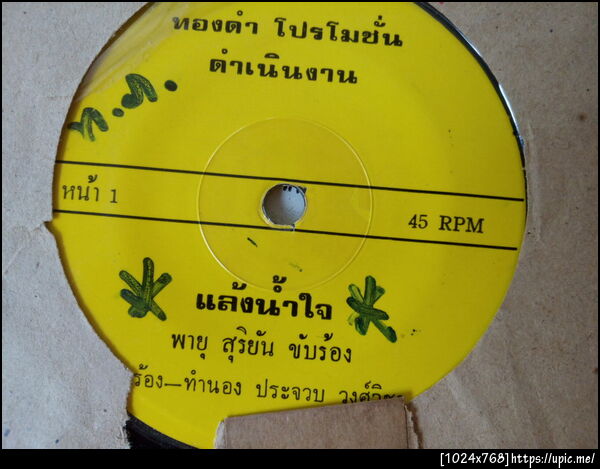 ทองดำ โปรโมชั่น
ดำเนินงาน
ท.ด.
หน้า 1
45 RPM
แล้งน้ำใจ
พายุ สุริยัน ขับร้อง
ร้อง—ทำนอง ประจวบ
[1024x768]https://upic.me/